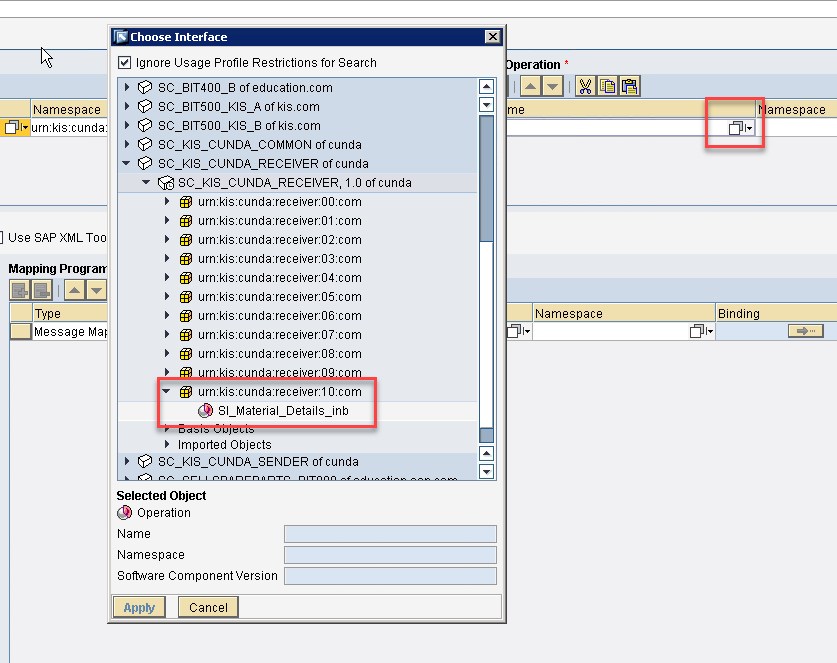 Choose Interface
Ignore Usage Profile Restrictions for Search
Operation *
SC_BIT400_B of education.com
SC_BIT500_KIS_A of kis.com
SC_BIT500_KIS_B of kis.com
SC_KIS_CUNDA_COMMON of cunda
SC_KIS_CUNDA_RECEIVER of cunda
SC_KIS_CUNDA_RECEIVER, 1.0 of cunda
urn:kis:cunda:receiver:00:com
urn:kis:cunda:receiver:01:com
urn:kis:cunda:receiver:02:com
urn:kis:cunda:receiver:03:com
urn:kis:cunda:receiver:04:com
urn:kis:cunda:receiver:05:com
urn:kis:cunda:receiver:06:com
urn:kis:cunda:receiver:07:com
urn:kis:cunda:receiver:08:com
urn:kis:cunda:receiver:09:com
urn:kis:cunda:receiver:10:com
SI_Material_Details_inb
Basis Objects
Imported Objects
SC_KIS_CUNDA_SENDER of cunda
Selected Object
Operation
Name
Namespace
Software Component Version
Apply Cancel
Namespace
urn:kis:cunda:
me Namespace
Use SAP XML Too
Mapping Program
Type
Message Map
Namespace Binding